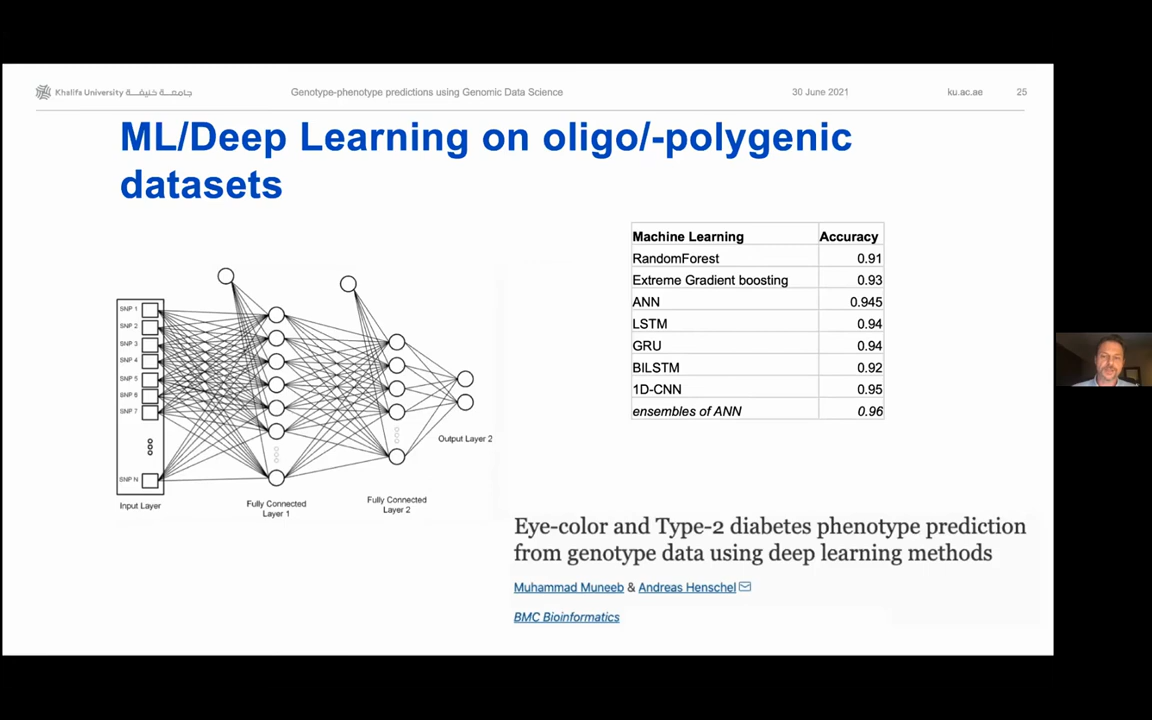 Khalifa University جامعـة خليفـة
Genotype-phenotype predictions using Genomic Data Science
30 June 2021
ku.ac.ae
25
ML/Deep Learning on oligo/-polygenic
datasets
Machine Learning Accuracy
RandomForest 0.91
Extreme Gradient boosting 0.93
ANN 0.945
LSTM 0.94
GRU 0.94
BILSTM 0.92
1D-CNN 0.95
ensembles of ANN 0.96
SNP 1
SNP 2
SNP 3
SNP 4
SNP 5
SNP 6
SNP 7
SNP N
Input Layer
Fully Connected
Layer 1
Fully Connected
Layer 2
Output Layer 2
Eye-color and Type-2 diabetes phenotype prediction
from genotype data using deep learning methods
Muhammad Muneeb & Andreas Henschel
BMC Bioinformatics